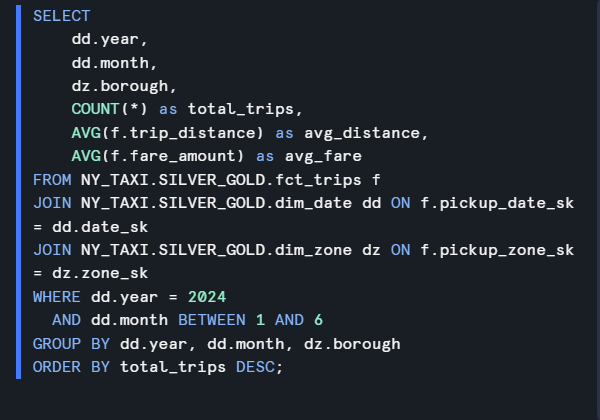 SELECT
    dd.year,
    dd.month,
    dz.borough,
    COUNT(*) as total_trips,
    AVG(f.trip_distance) as avg_distance,
    AVG(f.fare_amount) as avg_fare
FROM NY_TAXI.SILVER_GOLD.fct_trips f
JOIN NY_TAXI.SILVER_GOLD.dim_date dd ON f.pickup_date_sk
= dd.date_sk
JOIN NY_TAXI.SILVER_GOLD.dim_zone dz ON f.pickup_zone_sk
= dz.zone_sk
WHERE dd.year = 2024
  AND dd.month BETWEEN 1 AND 6
GROUP BY dd.year, dd.month, dz.borough
ORDER BY total_trips DESC;